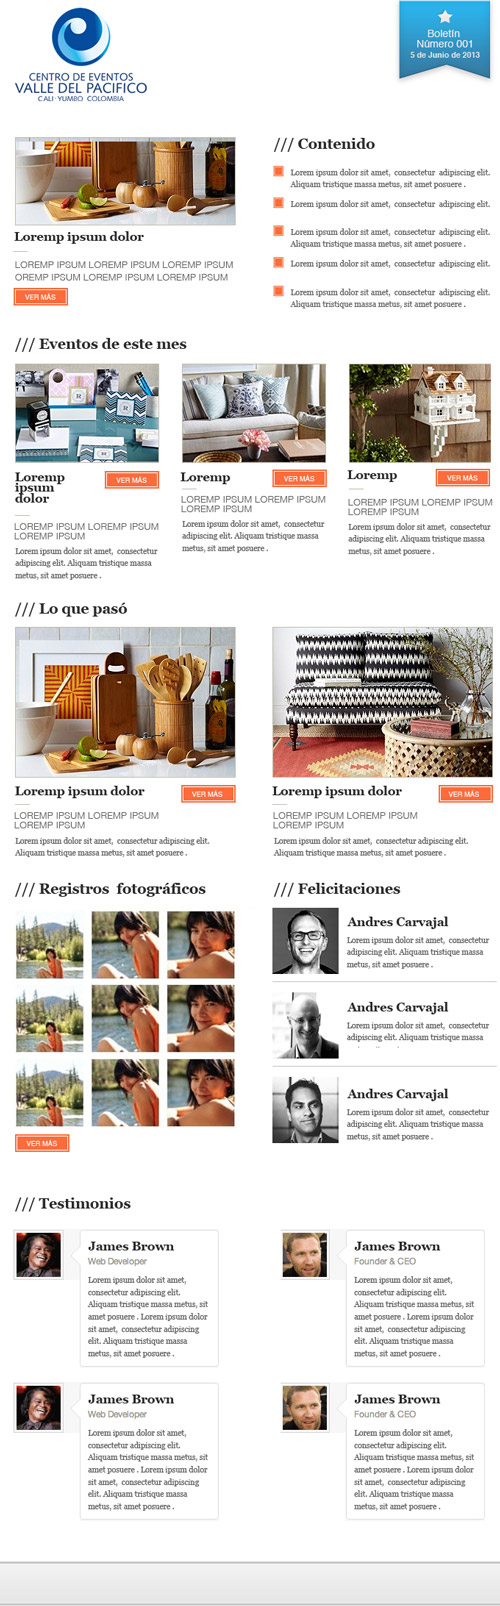 CENTRO DE EVENTOS
VALLE DEL PACIFICO
CALI · YUMBO COLOMBIA
Boletín
Número 001
5 de Junio de 2013
Loremp ipsum dolor
LOREMP IPSUM LOREMP IPSUM LOREMP IPSUM
OREMP IPSUM LOREMP IPSUM LOREMP IPSUM
VER MÁS
/// Contenido
Lorem ipsum dolor sit amet, consectetur adipiscing elit.
Aliquam tristique massa metus, sit amet posuere .
Lorem ipsum dolor sit amet, consectetur adipiscing elit.
Lorem ipsum dolor sit amet, consectetur adipiscing elit.
Aliquam tristique massa metus, sit amet posuere .
Lorem ipsum dolor sit amet, consectetur adipiscing elit.
Lorem ipsum dolor sit amet, consectetur adipiscing elit.
Aliquam tristique massa metus, sit amet posuere .
/// Eventos de este mes
Loremp
ipsum
dolor
VER MÁS
LOREMP IPSUM LOREMP IPSUM
LOREMP IPSUM
Lorem ipsum dolor sit amet, consectetur
adipiscing elit. Aliquam tristique massa
metus, sit amet posuere .
Loremp
VER MÁS
LOREMP IPSUM LOREMP IPSUM
LOREMP IPSUM
Lorem ipsum dolor sit amet, consectetur
adipiscing elit. Aliquam tristique massa
metus, sit amet posuere .
Loremp
VER MÁS
LOREMP IPSUM LOREMP IPSUM
LOREMP IPSUM
Lorem ipsum dolor sit amet, consectetur
adipiscing elit. Aliquam tristique massa
metus, sit amet posuere .
/// Lo que pasó
Loremp ipsum dolor
VER MÁS
LOREMP IPSUM LOREMP IPSUM
LOREMP IPSUM
Lorem ipsum dolor sit amet, consectetur adipiscing elit.
Aliquam tristique massa metus, sit amet posuere .
Loremp ipsum dolor
VER MÁS
LOREMP IPSUM LOREMP IPSUM
LOREMP IPSUM
Lorem ipsum dolor sit amet, consectetur adipiscing elit.
Aliquam tristique massa metus, sit amet posuere .
/// Registros fotográficos
VER MÁS
/// Felicitaciones
Andres Carvajal
Lorem ipsum dolor sit amet, consectetur
adipiscing elit. Aliquam tristique massa
metus, sit amet posuere .
Andres Carvajal
Lorem ipsum dolor sit amet, consectetur
adipiscing elit. Aliquam tristique massa
Andres Carvajal
Lorem ipsum dolor sit amet, consectetur
adipiscing elit. Aliquam tristique massa
metus, sit amet posuere .
/// Testimonios
James Brown
Web Developer
Lorem ipsum dolor sit amet,
consectetur adipiscing elit.
Aliquam tristique massa metus, sit
amet posuere . Lorem ipsum dolor
sit amet, consectetur adipiscing
elit. Aliquam tristique massa
metus, sit amet posuere .
James Brown
Founder & CEO
Lorem ipsum dolor sit amet,
consectetur adipiscing elit.
Aliquam tristique massa metus, sit
amet posuere . Lorem ipsum dolor
sit amet, consectetur adipiscing
elit. Aliquam tristique massa
metus, sit amet posuere .
James Brown
Web Developer
Lorem ipsum dolor sit amet,
consectetur adipiscing elit.
Aliquam tristique massa metus, sit
amet posuere . Lorem ipsum dolor
sit amet, consectetur adipiscing
elit. Aliquam tristique massa
metus, sit amet posuere .
James Brown
Founder & CEO
Lorem ipsum dolor sit amet,
consectetur adipiscing elit.
Aliquam tristique massa metus, sit
amet posuere . Lorem ipsum dolor
sit amet, consectetur adipiscing
elit. Aliquam tristique massa
metus, sit amet posuere .